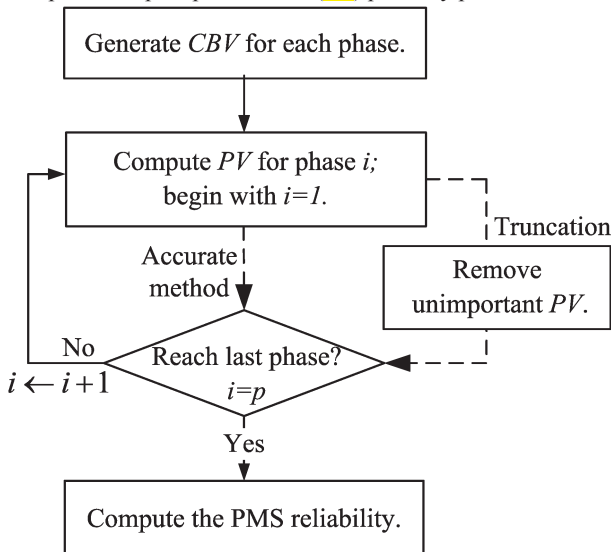 Generate CBV for each phase.
Compute PV for phase i;
begin with i=1.
Truncation
Accurate
method
Remove
unimportant PV.
No
Reach last phase?
i=p
i ← i+1
Yes
Compute the PMS reliability.